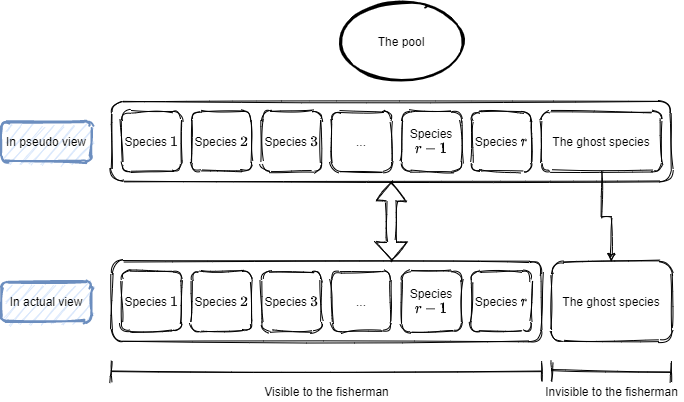 The pool
In pseudo view
Species 1
Species 2
Species 3
...
Species
r − 1
Species r
The ghost species
In actual view
Species 1
Species 2
Species 3
...
Species
r − 1
Species r
The ghost species
Visible to the fisherman
Invisible to the fisherman